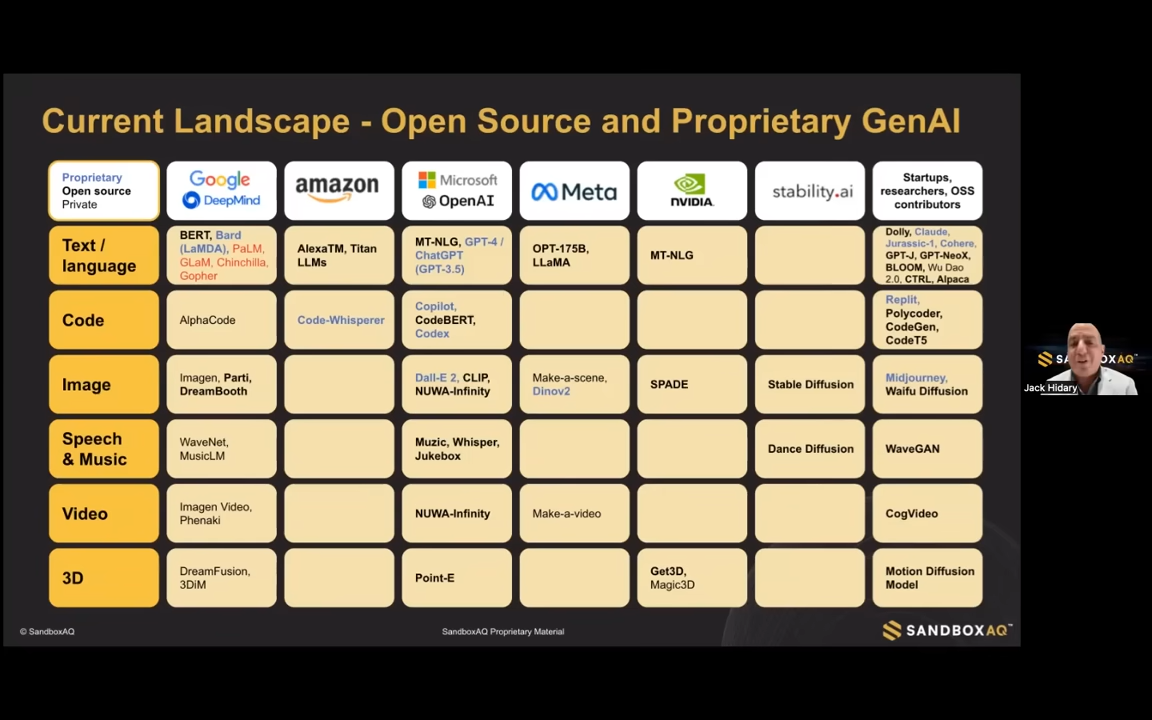 Current Landscape - Open Source and Proprietary GenAI
Proprietary
Open source
Private
Google
DeepMind
amazon
Microsoft
OpenAI
Meta
NVIDIA
stability.ai
Startups,
researchers, OSS
contributors
Text /
language
BERT, Bard
(LaMDA), PaLM,
GLaM, Chinchilla,
Gopher
AlexaTM, Titan
LLMs
MT-NLG, GPT-4 /
ChatGPT
(GPT-3.5)
OPT-175B,
LLaMA
MT-NLG
Dolly, Claude,
Jurassic-1, Cohere,
GPT-J, GPT-NeoX,
BLOOM, Wu Dao
2.0, CTRL, Alpaca
Code
AlphaCode
Code-Whisperer
Copilot,
CodeBERT,
Codex
Replit,
Polycoder,
CodeGen,
CodeT5
Image
Imagen, Parti,
DreamBooth
Dall-E 2, CLIP,
NUWA-Infinity
Make-a-scene,
Dinov2
SPADE
Stable Diffusion
Midjourney,
Waifu Diffusion
Speech
& Music
WaveNet,
MusicLM
Muzic, Whisper,
Jukebox
Dance Diffusion
WaveGAN
Video
Imagen Video,
Phenaki
NUWA-Infinity
Make-a-video
CogVideo
3D
DreamFusion,
3DiM
Point-E
Get3D,
Magic3D
Motion Diffusion
Model
© SandboxAQ
SandboxAQ Proprietary Material
SANDBOXAQ™
Jack Hidary